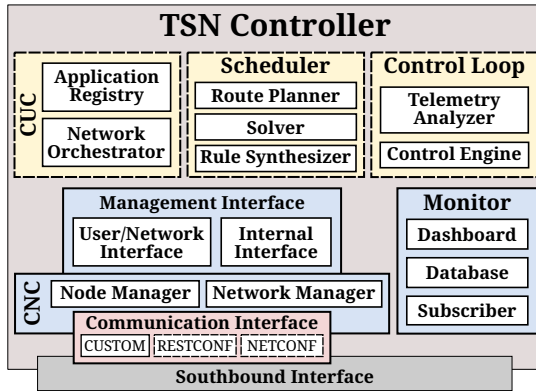 TSN Controller
CUC
Application
Registry
Network
Orchestrator
Scheduler
Route Planner
Solver
Rule Synthesizer
Control Loop
Telemetry
Analyzer
Control Engine
Management Interface
User/Network
Interface
Internal
Interface
CNC
Node Manager
Network Manager
Monitor
Dashboard
Database
Subscriber
Communication Interface
CUSTOM
RESTCONF
NETCONF
Southbound Interface